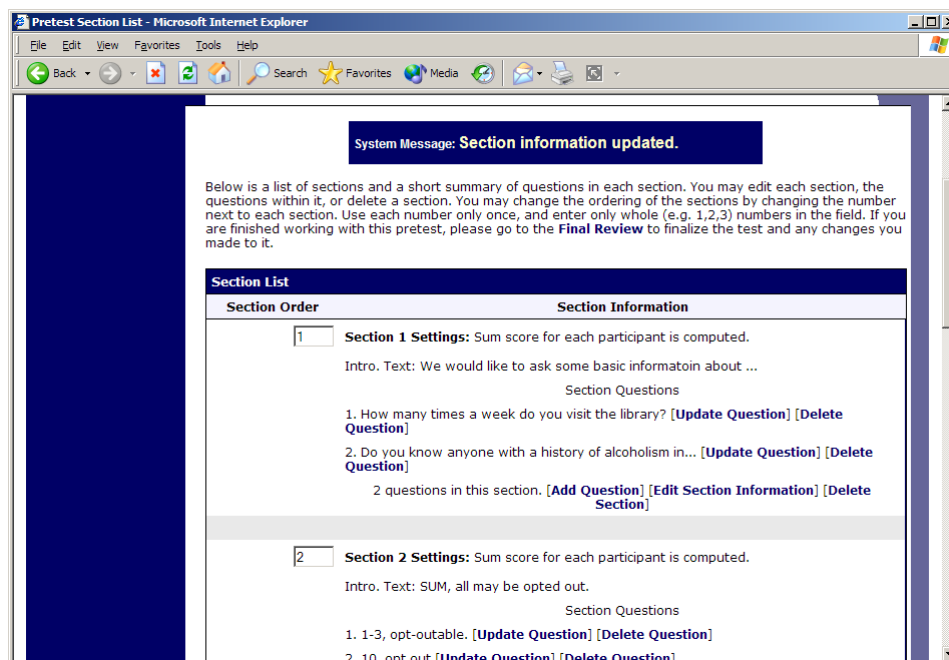 Pretest Section List - Microsoft Internet Explorer
File Edit View Favorites Tools Help
Back Search Favorites Media
System Message: Section information updated.
Below is a list of sections and a short summary of questions in each section. You may edit each section, the
questions within it, or delete a section. You may change the ordering of the sections by changing the number
next to each section. Use each number only once, and enter only whole (e.g. 1,2,3) numbers in the field. If you
are finished working with this pretest, please go to the Final Review to finalize the test and any changes you
made to it.
Section List
Section Order Section Information
1 Section 1 Settings: Sum score for each participant is computed.
Intro. Text: We would like to ask some basic informatoin about ...
Section Questions
1. How many times a week do you visit the library? [Update Question] [Delete
Question]
2. Do you know anyone with a history of alcoholism in... [Update Question] [Delete
Question]
2 questions in this section. [Add Question] [Edit Section Information] [Delete
Section]
2 Section 2 Settings: Sum score for each participant is computed.
Intro. Text: SUM, all may be opted out.
Section Questions
1. 1-3, opt-outable. [Update Question] [Delete Question]
2. 10, opt out [Update Question] [Delete Question]